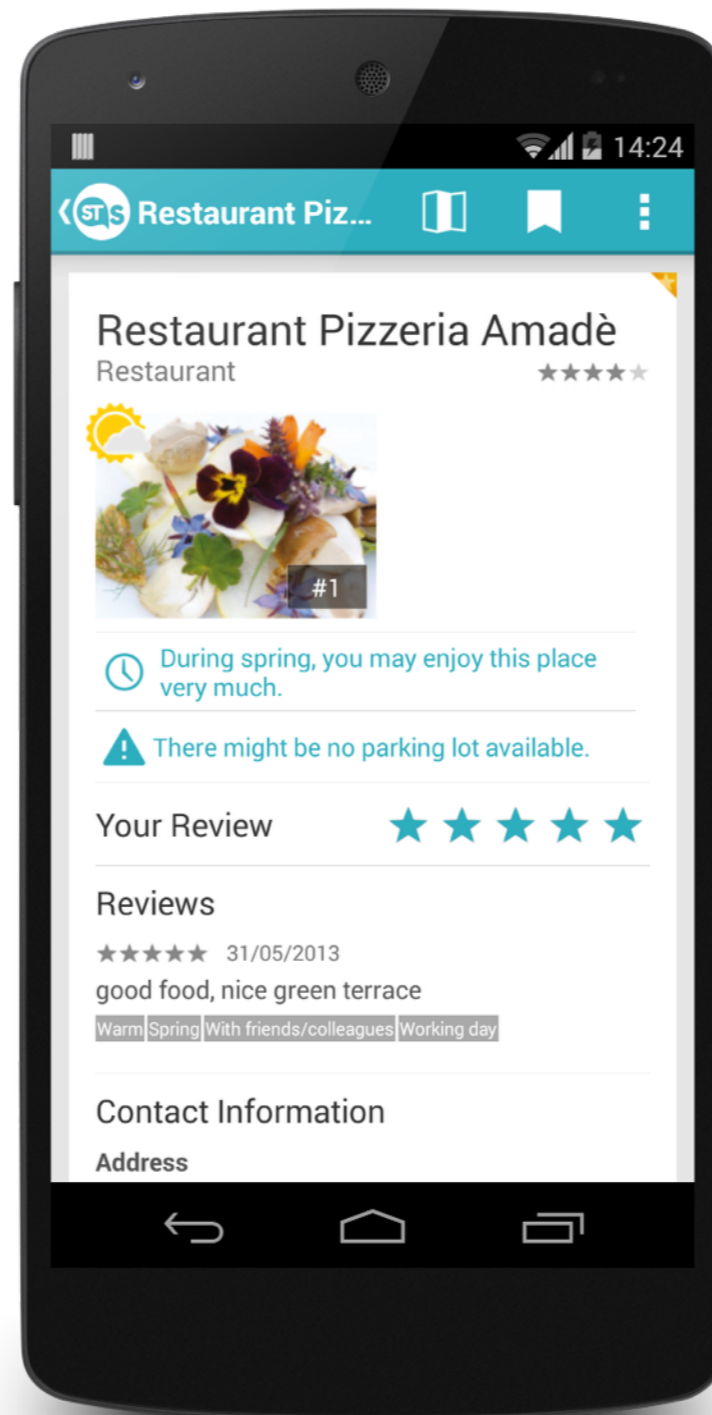 14:24
STS Restaurant Piz...
Restaurant Pizzeria Amadè
Restaurant
#1
During spring, you may enjoy this place
very much.
There might be no parking lot available.
Your Review
Reviews
31/05/2013
good food, nice green terrace
Warm Spring With friends/colleagues Working day
Contact Information
Address